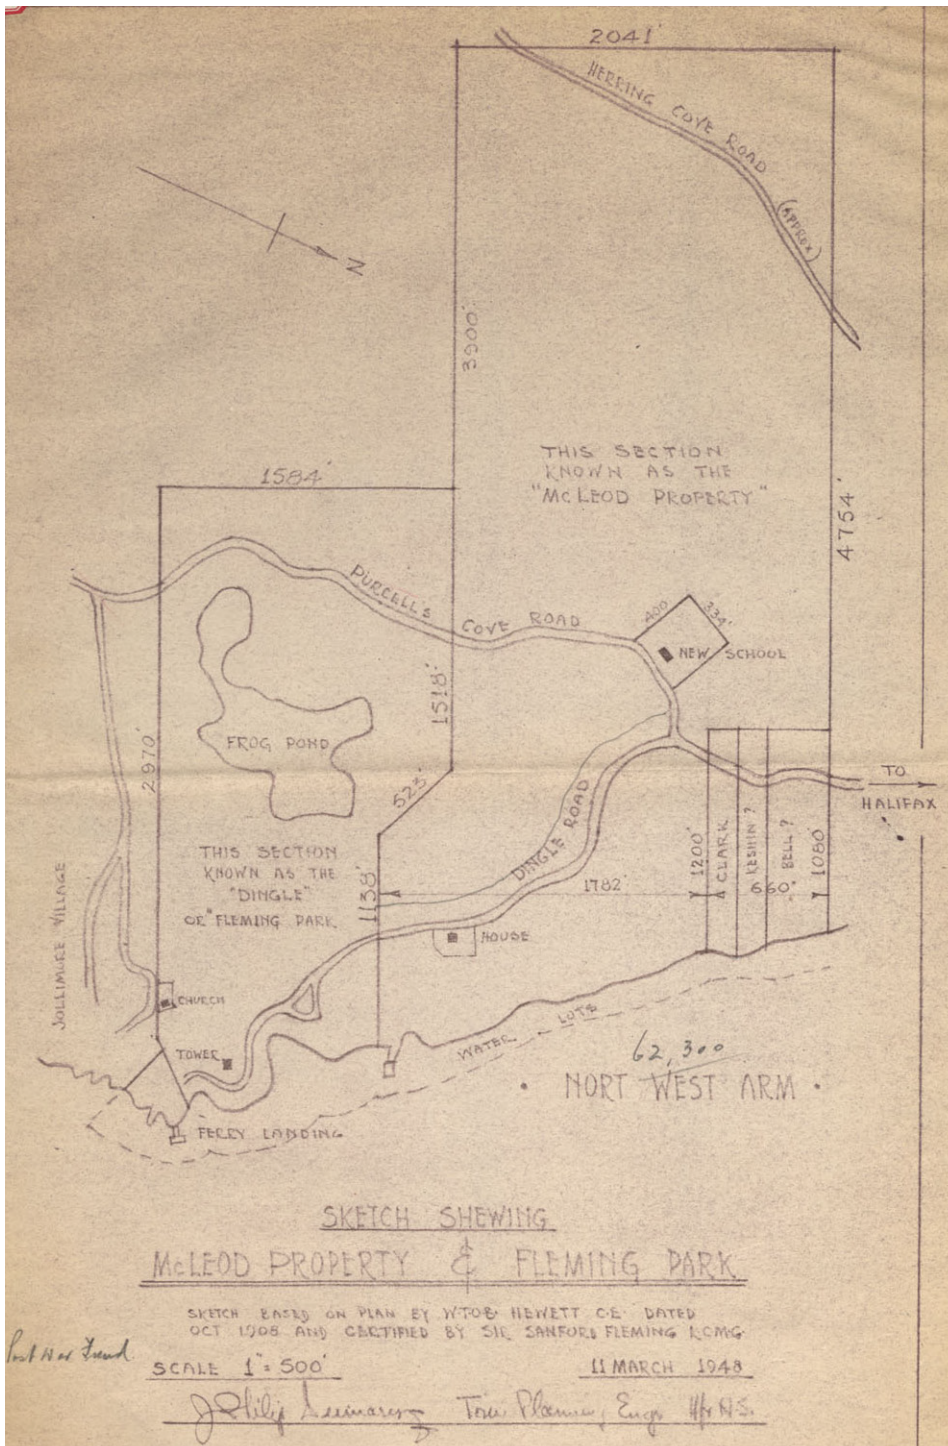 2041'
HERRING COVE ROAD
(APPROX)
N
3900'
THIS SECTION
KNOWN AS THE
"McLEOD PROPERTY"
1584'
4754'
PURCELL'S COVE ROAD
400
334'
NEW SCHOOL
1518'
FROG POND
2970'
523'
DINGLE ROAD
TO
HALIFAX
THIS SECTION
KNOWN AS THE
"DINGLE"
OR "FLEMING PARK
1138'
1782'
1200'
CLARK
KESHIN ?
BELL ?
660'
1080'
HOUSE
JOLLIMORE VILLAGE
CHURCH
TOWER
WATER LOTS
62,300
NORT WEST ARM
FERRY LANDING
SKETCH SHEWING
McLEOD PROPERTY & FLEMING PARK
SKETCH BASED ON PLAN BY W.T.O.B. HEWETT C.E. DATED
OCT 1908 AND CERTIFIED BY SIR SANFORD FLEMING K.C.M.G.
Post War Fund
SCALE 1" = 500'
11 MARCH 1948
J Philip Town Planning Engr Hfx N.S.